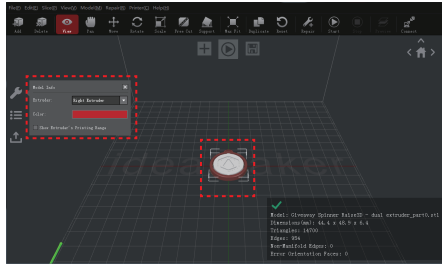 File(F) Edit(E) Slice(S) View(V) Model(M) Repair(R) Printer(C) Help(H)
Add Delete View Pan Move Rotate Scale Free Cut Support Max Fit Duplicate Reset Repair Start Connect
Model Info
Extruder: Right Extruder
Color:
Show Extruder's Printing Range
ideaMaker
Model: Giveaway Spinner Raise3D - dual extruder_part0.stl
Dimensions(mm): 44.4 x 48.9 x 6.4
Triangles: 14700
Edges: 954
Non-Manifold Edges: 0
Error Orientation Faces: 0